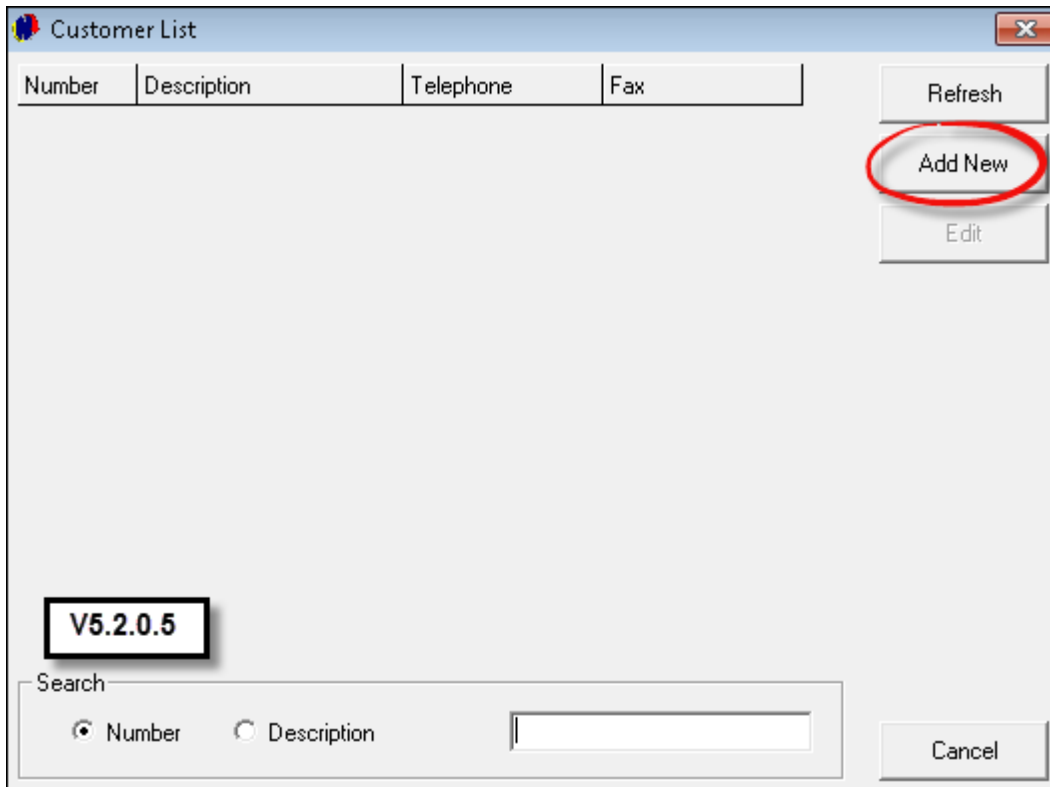 Customer List
Number Description Telephone Fax
Refresh
Add New
Edit
V5.2.0.5
Search
Number Description
Cancel